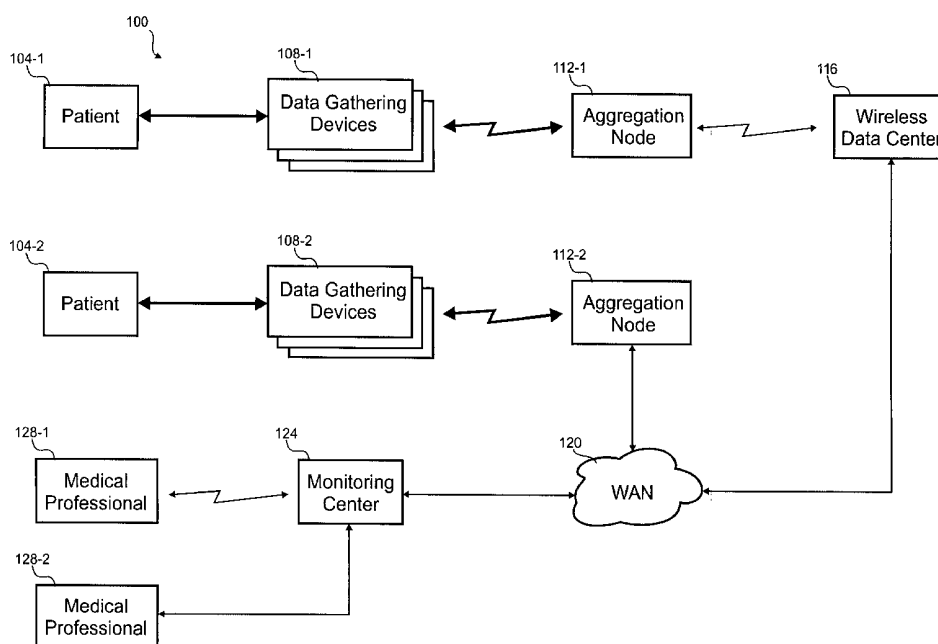 100
104-1
108-1
112-1
116
Patient
Data Gathering
Devices
Aggregation
Node
Wireless
Data Center
104-2
108-2
112-2
Patient
Data Gathering
Devices
Aggregation
Node
128-1
124
120
Medical
Professional
Monitoring
Center
WAN
128-2
Medical
Professional